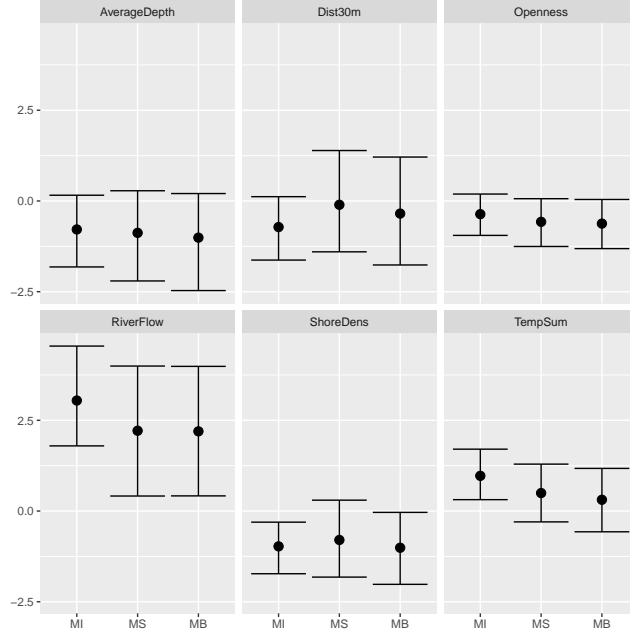 AverageDepth Dist30m Openness
2.5
0.0
−2.5
RiverFlow ShoreDens TempSum
2.5
0.0
−2.5
MI MS MB MI MS MB MI MS MB